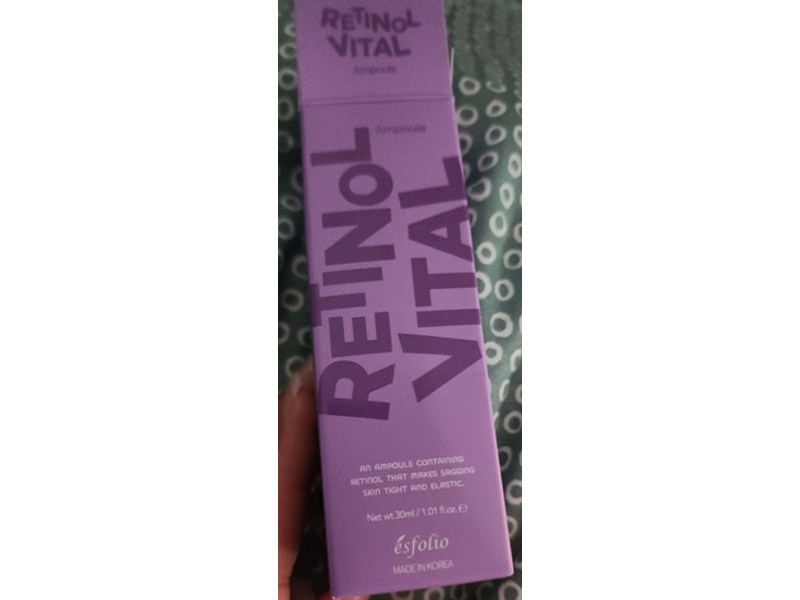 RETINOL
VITAL
Ampoule
Ampoule
RETINOL
VITAL
AN AMPOULE CONTAINING
RETINOL THAT MAKES SAGGING
SKIN TIGHT AND ELASTIC.
Net wt 30ml / 1.01 fl.oz. ℮
ésfolio
MADE IN KOREA